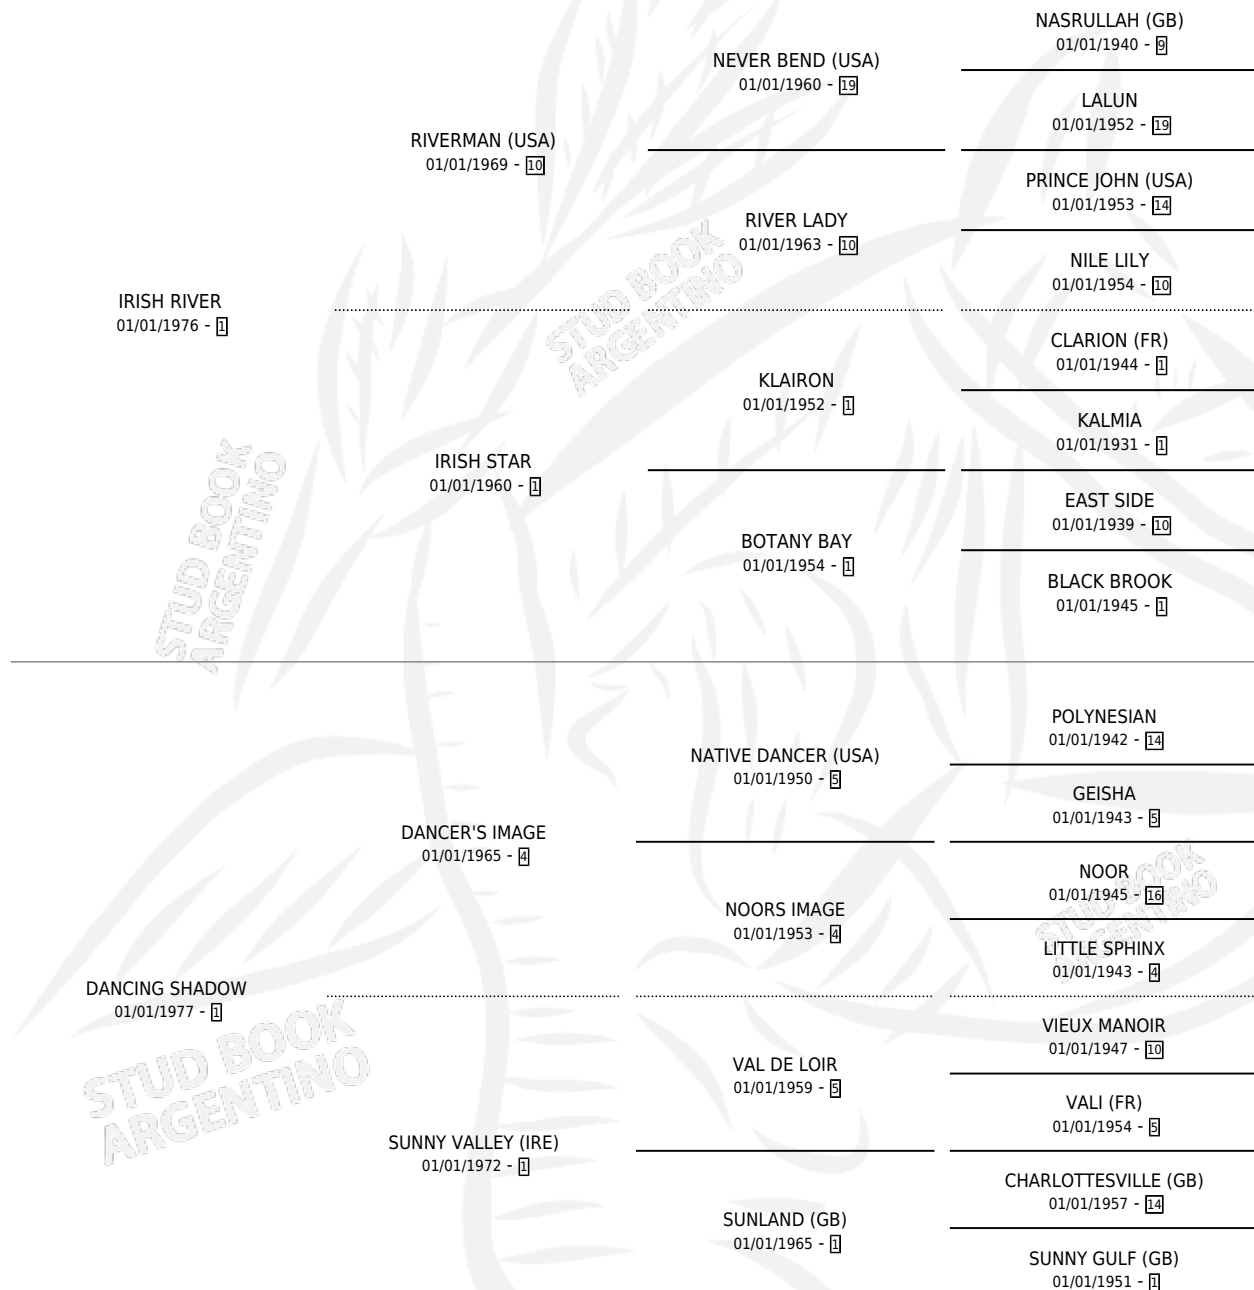 NASRULLAH (GB)
01/01/1940 - 9
NEVER BEND (USA)
01/01/1960 - 19
LALUN
01/01/1952 - 19
RIVERMAN (USA)
01/01/1969 - 10
PRINCE JOHN (USA)
01/01/1953 - 14
RIVER LADY
01/01/1963 - 10
NILE LILY
01/01/1954 - 10
IRISH RIVER
01/01/1976 - 1
CLARION (FR)
01/01/1944 - 1
KLAIRON
01/01/1952 - 1
KALMIA
01/01/1931 - 1
IRISH STAR
01/01/1960 - 1
EAST SIDE
01/01/1939 - 10
BOTANY BAY
01/01/1954 - 1
BLACK BROOK
01/01/1945 - 1
STUD BOOK
ARGENTINO
STUD BOOK
ARGENTINO
POLYNESIAN
01/01/1942 - 14
NATIVE DANCER (USA)
01/01/1950 - 5
GEISHA
01/01/1943 - 5
DANCER'S IMAGE
01/01/1965 - 4
NOOR
01/01/1945 - 16
NOORS IMAGE
01/01/1953 - 4
LITTLE SPHINX
01/01/1943 - 4
STUD BOOK
ARGENTINO
DANCING SHADOW
01/01/1977 - 1
VIEUX MANOIR
01/01/1947 - 10
VAL DE LOIR
01/01/1959 - 5
VALI (FR)
01/01/1954 - 5
SUNNY VALLEY (IRE)
01/01/1972 - 1
CHARLOTTESVILLE (GB)
01/01/1957 - 14
SUNLAND (GB)
01/01/1965 - 1
SUNNY GULF (GB)
01/01/1951 - 1
STUD BOOK
ARGENTINO